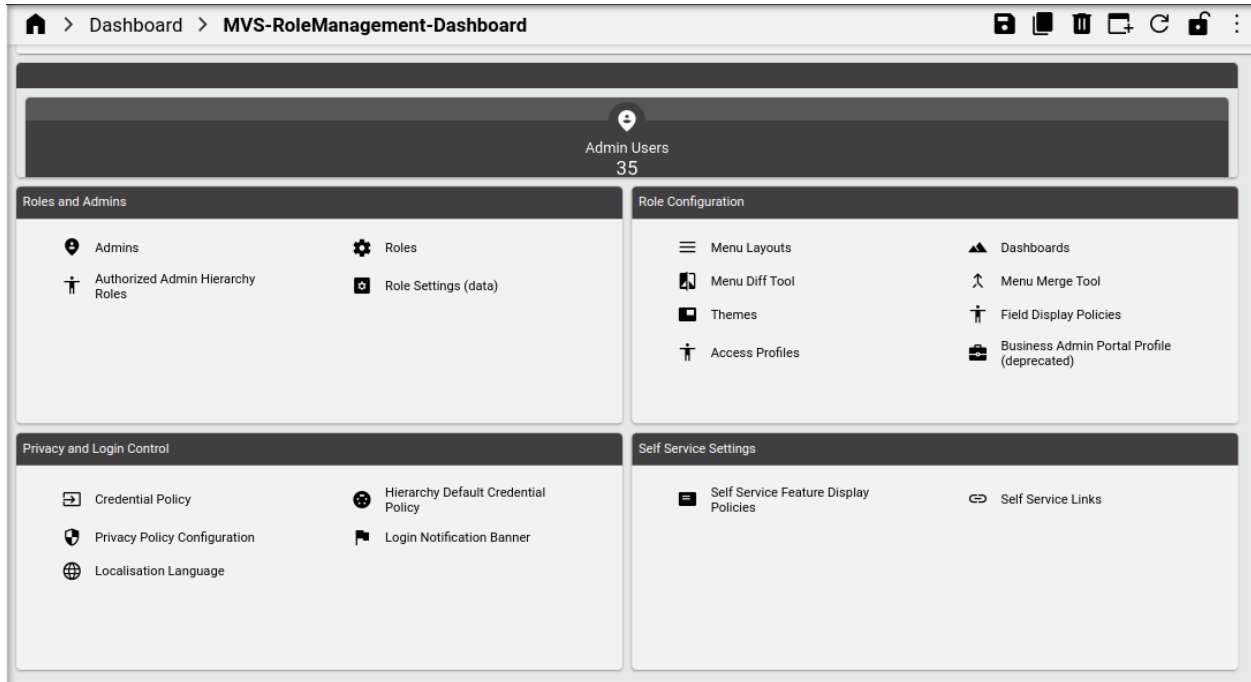 Dashboard > MVS-RoleManagement-Dashboard
Admin Users
35
Roles and Admins
Admins
Roles
Authorized Admin Hierarchy
Roles
Role Settings (data)
Role Configuration
Menu Layouts
Dashboards
Menu Diff Tool
Menu Merge Tool
Themes
Field Display Policies
Access Profiles
Business Admin Portal Profile
(deprecated)
Privacy and Login Control
Credential Policy
Hierarchy Default Credential
Policy
Privacy Policy Configuration
Login Notification Banner
Localisation Language
Self Service Settings
Self Service Feature Display
Policies
Self Service Links